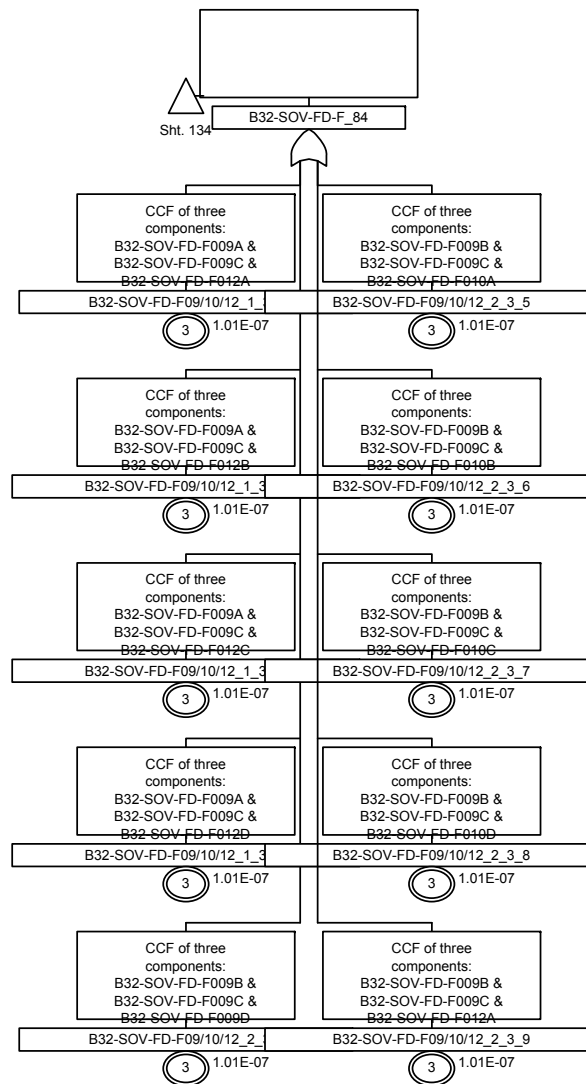 B32-SOV-FD-F_84
Sht. 134
CCF of three
components:
B32-SOV-FD-F009A &
B32-SOV-FD-F009C &
B32-SOV-FD-F012A
B32-SOV-FD-F09/10/12_1_
3
1.01E-07
CCF of three
components:
B32-SOV-FD-F009B &
B32-SOV-FD-F009C &
B32-SOV-FD-F010A
B32-SOV-FD-F09/10/12_2_3_5
3
1.01E-07
CCF of three
components:
B32-SOV-FD-F009A &
B32-SOV-FD-F009C &
B32-SOV-FD-F012B
B32-SOV-FD-F09/10/12_1_3
3
1.01E-07
CCF of three
components:
B32-SOV-FD-F009B &
B32-SOV-FD-F009C &
B32-SOV-FD-F010B
B32-SOV-FD-F09/10/12_2_3_6
3
1.01E-07
CCF of three
components:
B32-SOV-FD-F009A &
B32-SOV-FD-F009C &
B32-SOV-FD-F012C
B32-SOV-FD-F09/10/12_1_3
3
1.01E-07
CCF of three
components:
B32-SOV-FD-F009B &
B32-SOV-FD-F009C &
B32-SOV-FD-F010C
B32-SOV-FD-F09/10/12_2_3_7
3
1.01E-07
CCF of three
components:
B32-SOV-FD-F009A &
B32-SOV-FD-F009C &
B32-SOV-FD-F012D
B32-SOV-FD-F09/10/12_1_3
3
1.01E-07
CCF of three
components:
B32-SOV-FD-F009B &
B32-SOV-FD-F009C &
B32-SOV-FD-F010D
B32-SOV-FD-F09/10/12_2_3_8
3
1.01E-07
CCF of three
components:
B32-SOV-FD-F009B &
B32-SOV-FD-F009C &
B32-SOV-FD-F009D
B32-SOV-FD-F09/10/12_2_
3
1.01E-07
CCF of three
components:
B32-SOV-FD-F009B &
B32-SOV-FD-F009C &
B32-SOV-FD-F012A
B32-SOV-FD-F09/10/12_2_3_9
3
1.01E-07